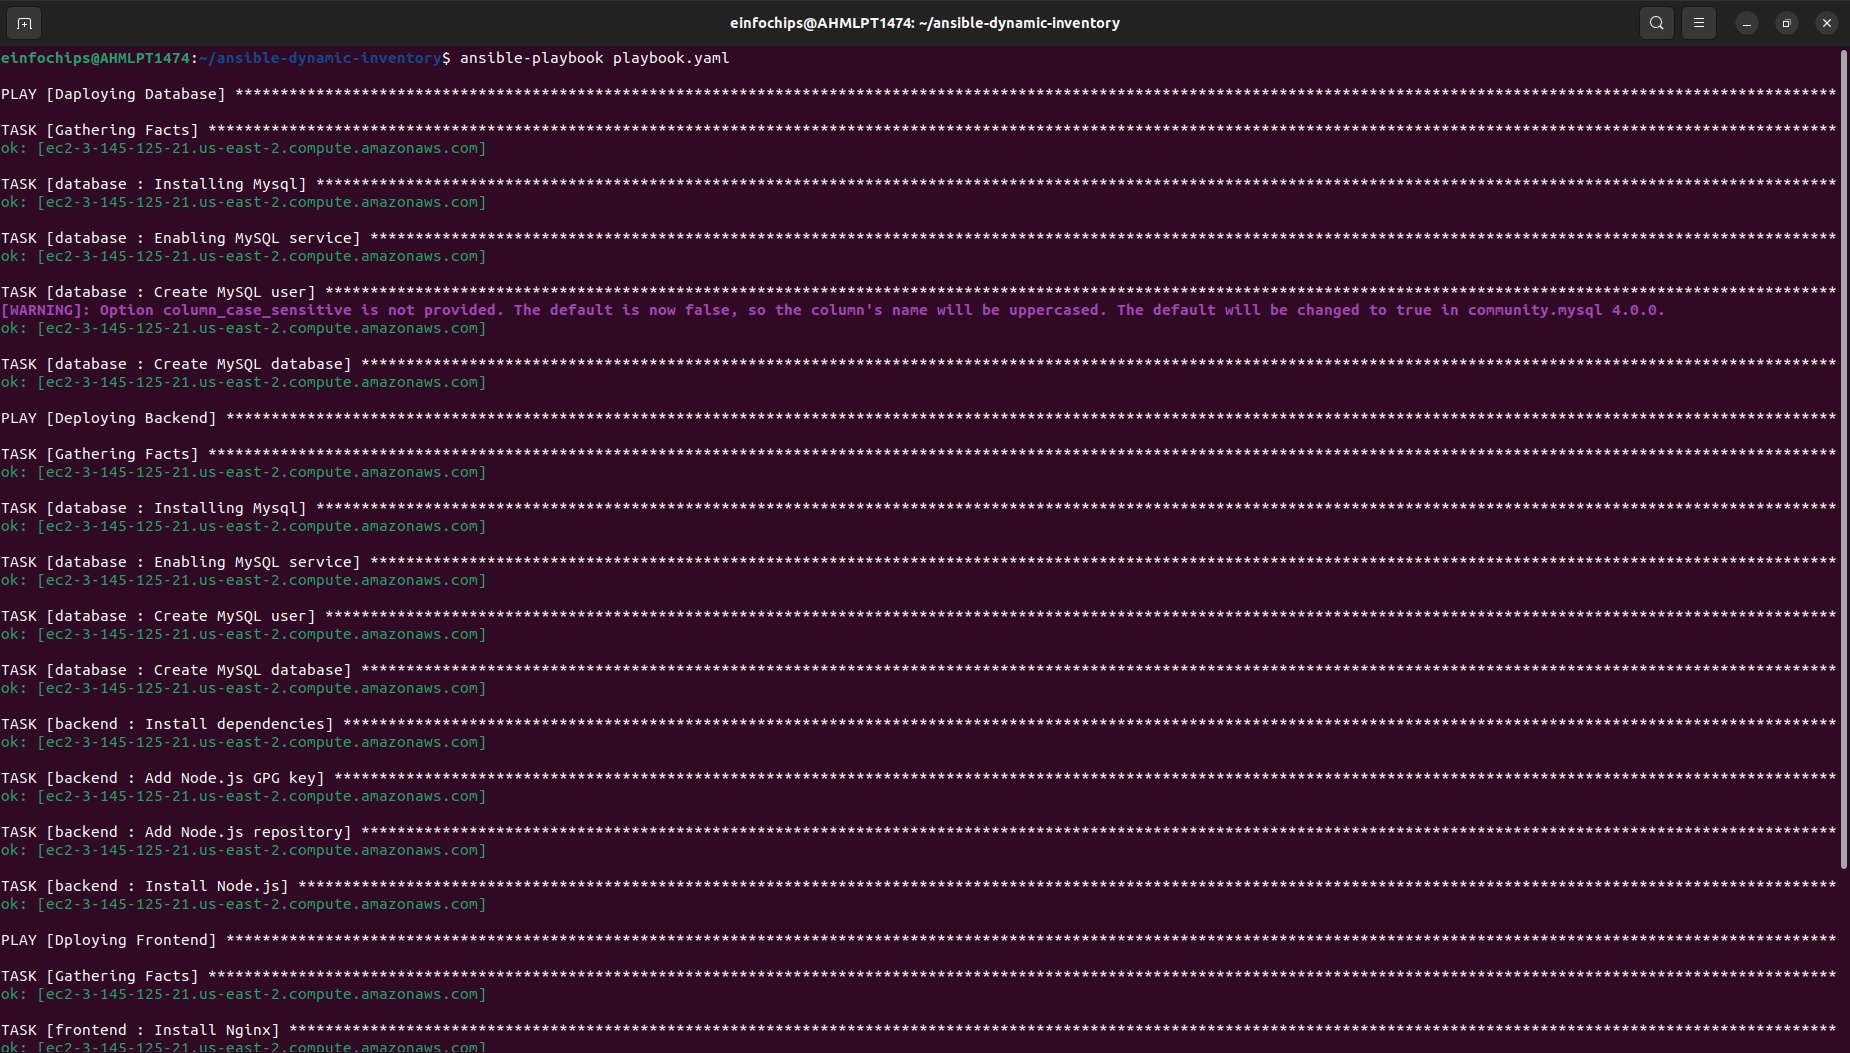 einfochips@AHMLPT1474: ~/ansible-dynamic-inventory
einfochips@AHMLPT1474:~/ansible-dynamic-inventory$ ansible-playbook playbook.yaml
PLAY [Daploying Database] ****************************************************************************************************************************************************************************------
TASK [Gathering Facts] *********************************************************************************************************************************************************************************
ok: [ec2-3-145-125-21.us-east-2.compute.amazonaws.com]
TASK [database : Installing Mysql] *********************************************************************************************************************************************************************
ok: [ec2-3-145-125-21.us-east-2.compute.amazonaws.com]
TASK [database : Enabling MySQL service] ***************************************************************************************************************************************************************
ok: [ec2-3-145-125-21.us-east-2.compute.amazonaws.com]
TASK [database : Create MySQL user] ********************************************************************************************************************************************************************
[WARNING]: Option column_case_sensitive is not provided. The default is now false, so the column's name will be uppercased. The default will be changed to true in community.mysql 4.0.0.
ok: [ec2-3-145-125-21.us-east-2.compute.amazonaws.com]
TASK [database : Create MySQL database] ****************************************************************************************************************************************************************
ok: [ec2-3-145-125-21.us-east-2.compute.amazonaws.com]
PLAY [Deploying Backend] *******************************************************************************************************************************************************************************
TASK [Gathering Facts] *********************************************************************************************************************************************************************************
ok: [ec2-3-145-125-21.us-east-2.compute.amazonaws.com]
TASK [database : Installing Mysql] *********************************************************************************************************************************************************************
ok: [ec2-3-145-125-21.us-east-2.compute.amazonaws.com]
TASK [database : Enabling MySQL service] ***************************************************************************************************************************************************************
ok: [ec2-3-145-125-21.us-east-2.compute.amazonaws.com]
TASK [database : Create MySQL user] ********************************************************************************************************************************************************************
ok: [ec2-3-145-125-21.us-east-2.compute.amazonaws.com]
TASK [database : Create MySQL database] ****************************************************************************************************************************************************************
ok: [ec2-3-145-125-21.us-east-2.compute.amazonaws.com]
TASK [backend : Install dependencies] ******************************************************************************************************************************************************************
ok: [ec2-3-145-125-21.us-east-2.compute.amazonaws.com]
TASK [backend : Add Node.js GPG key] *******************************************************************************************************************************************************************
ok: [ec2-3-145-125-21.us-east-2.compute.amazonaws.com]
TASK [backend : Add Node.js repository] ****************************************************************************************************************************************************************
ok: [ec2-3-145-125-21.us-east-2.compute.amazonaws.com]
TASK [backend : Install Node.js] ***********************************************************************************************************************************************************************
ok: [ec2-3-145-125-21.us-east-2.compute.amazonaws.com]
PLAY [Dploying Frontend] *******************************************************************************************************************************************************************************
TASK [Gathering Facts] *********************************************************************************************************************************************************************************
ok: [ec2-3-145-125-21.us-east-2.compute.amazonaws.com]
TASK [frontend : Install Nginx] ************************************************************************************************************************************************************************
ok: [ec2-3-145-125-21.us-east-2.compute.amazonaws.com]